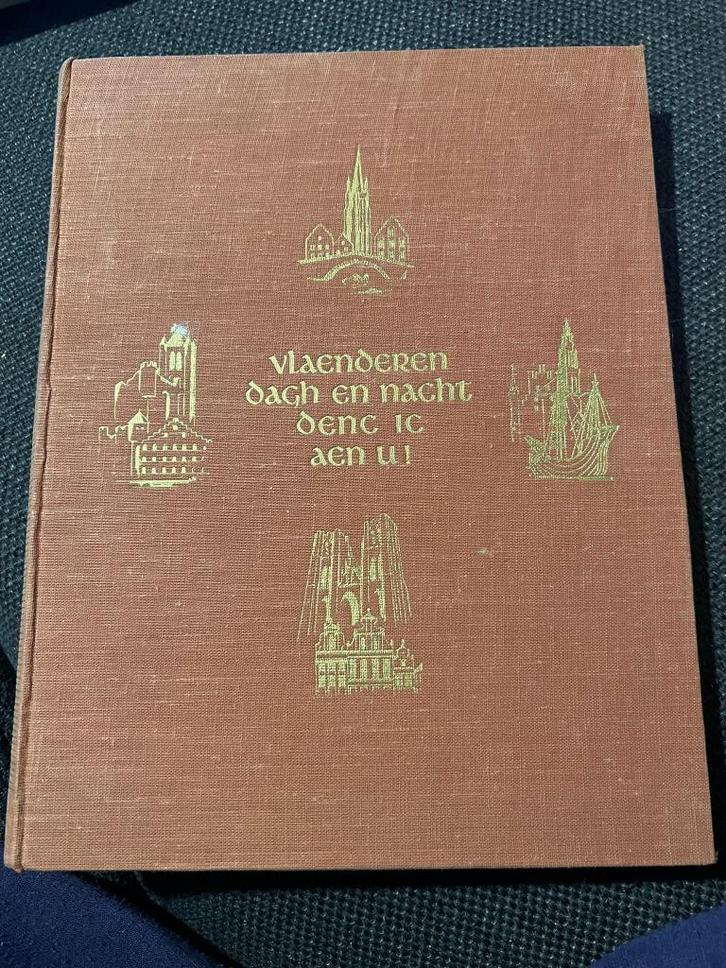 vlaenderen
dagh en nacht
denc ic
aen u!